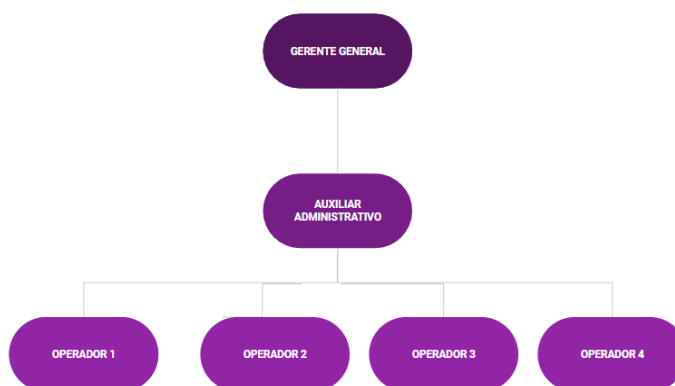 GERENTE GENERAL
AUXILIAR
ADMINISTRATIVO
OPERADOR 1
OPERADOR 2
OPERADOR 3
OPERADOR 4